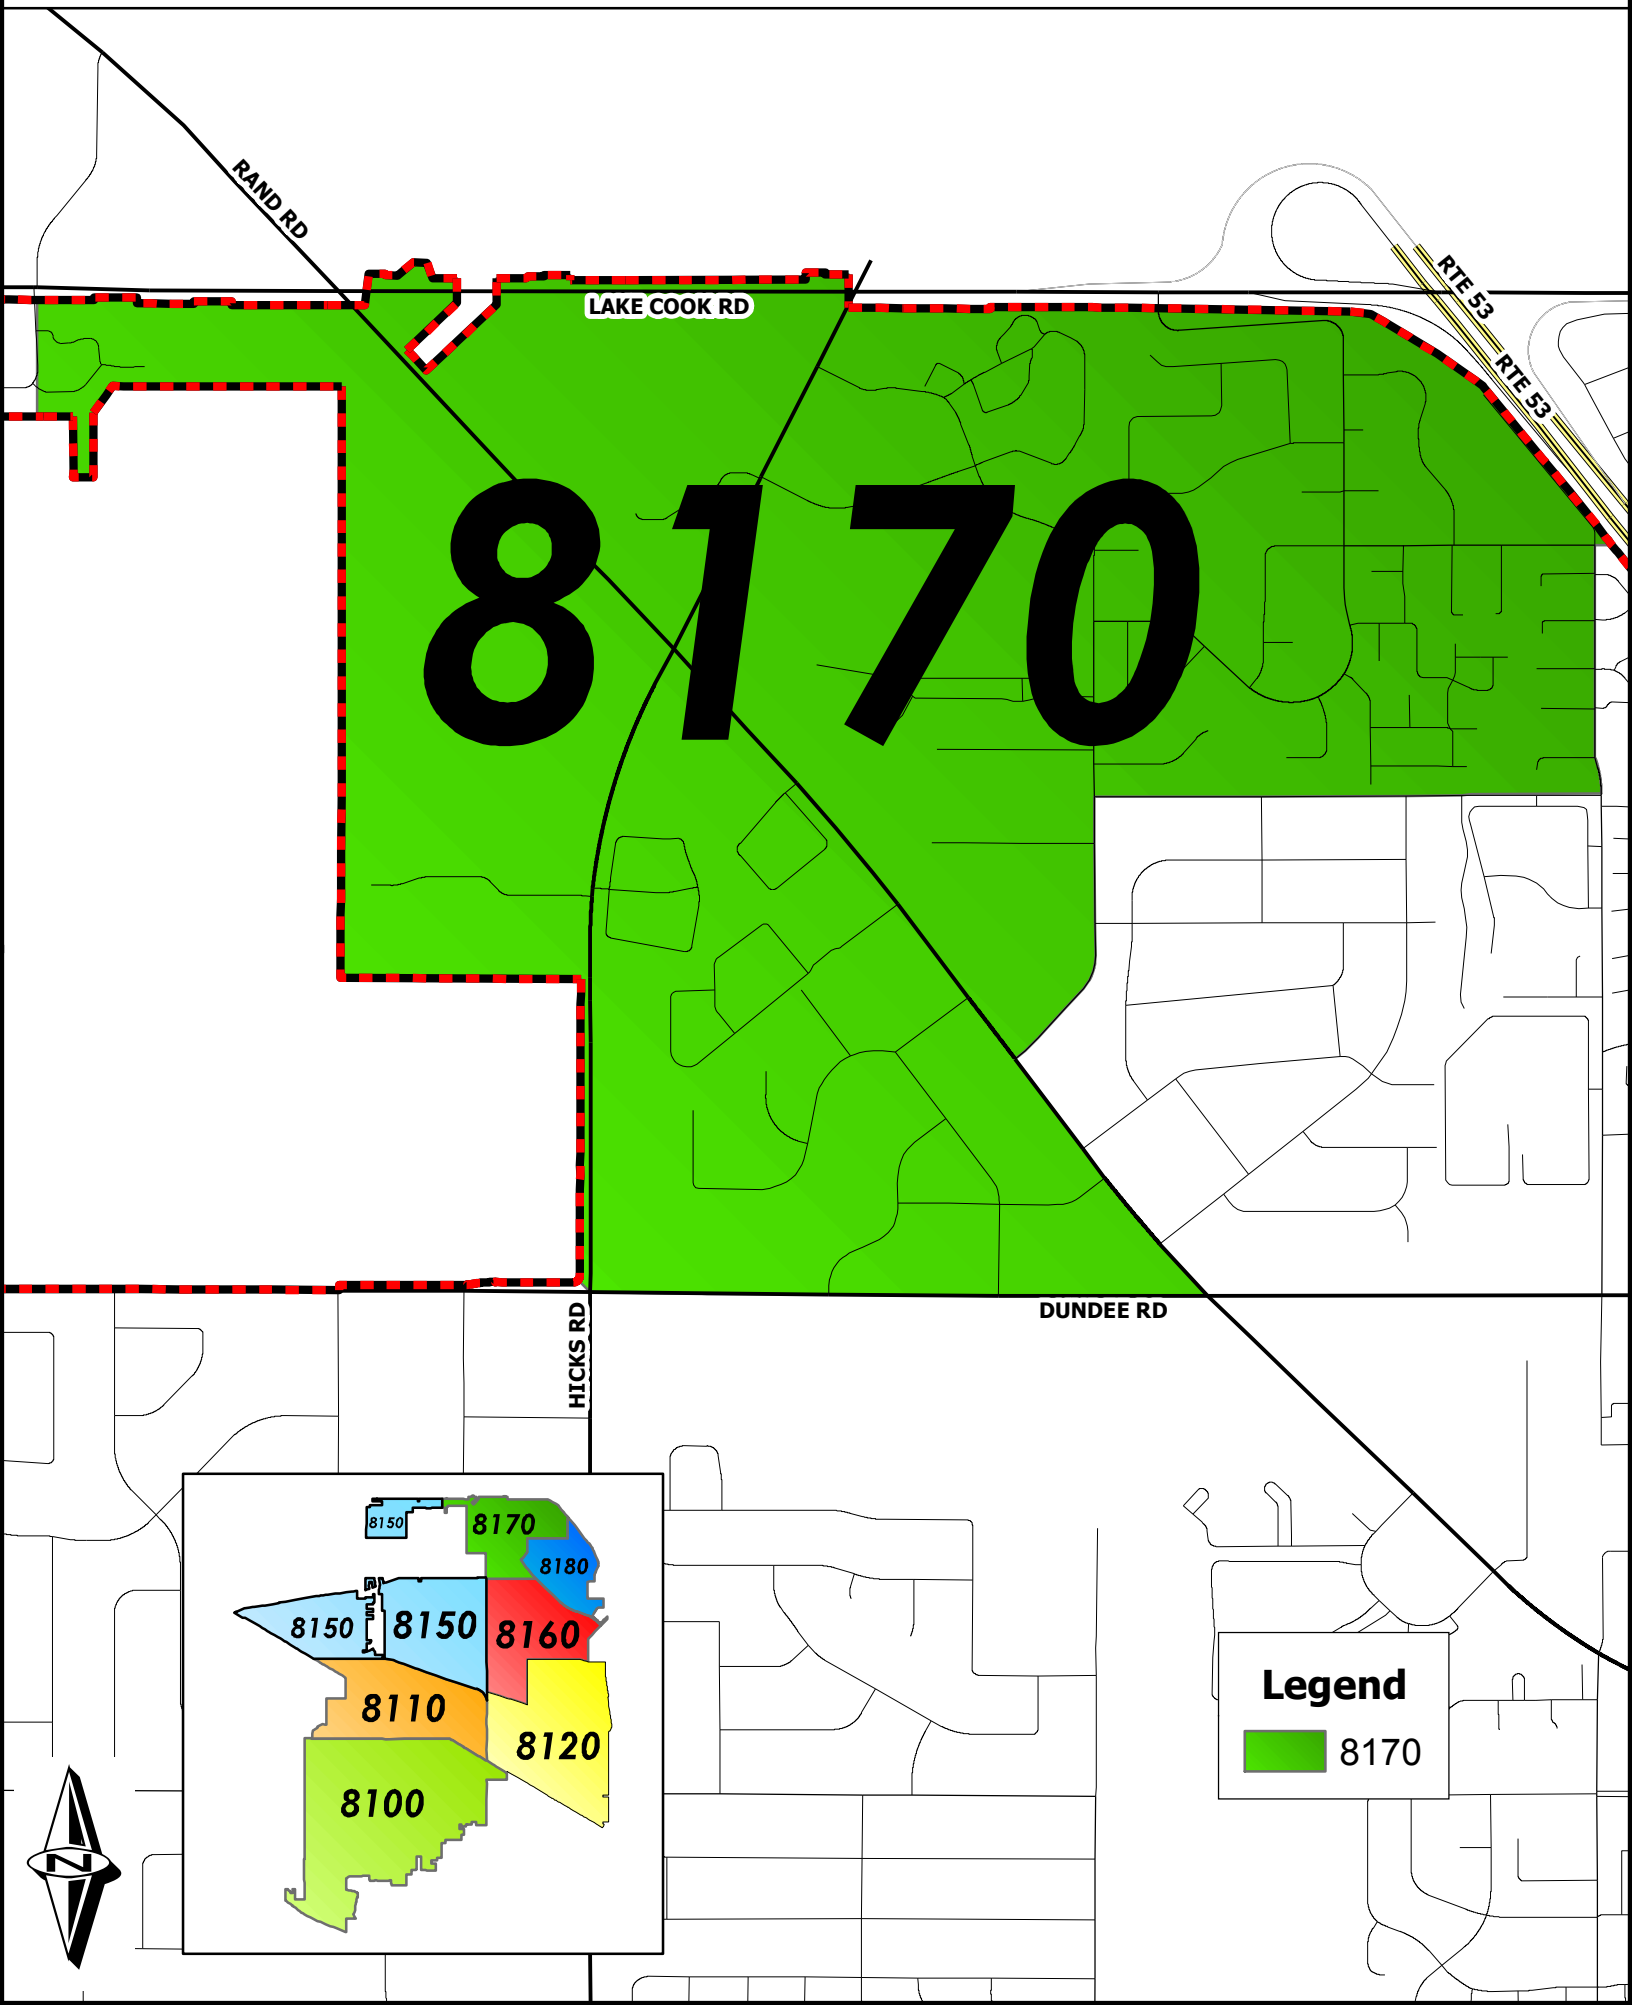 RAND RD
RTE 53
LAKE COOK RD
RTE 53
8170
DUNDEE RD
HICKS RD
8150
8170
8180
8150
8150
8160
8110
8120
8100
Legend
8170
N